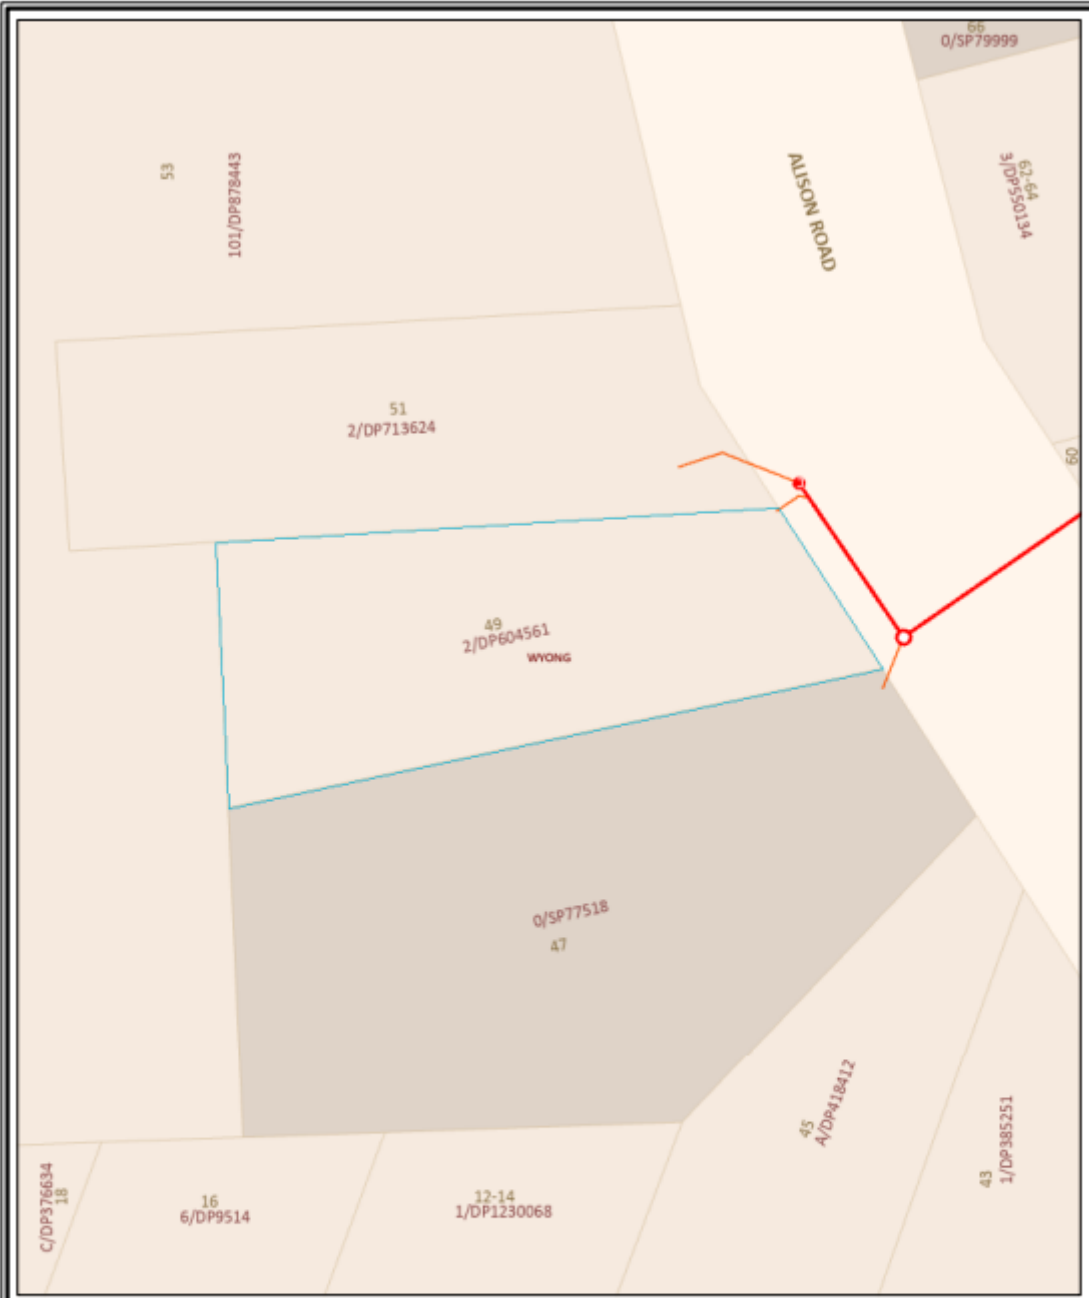 66
0/SP79999
53
101/DP878443
ALISON ROAD
62-64
3/DP550134
51
2/DP713624
60
49
2/DP604561
WYONG
0/SP77518
47
45
A/DP418412
43
1/DP385251
C/DP376634
18
16
6/DP9514
12-14
1/DP1230068